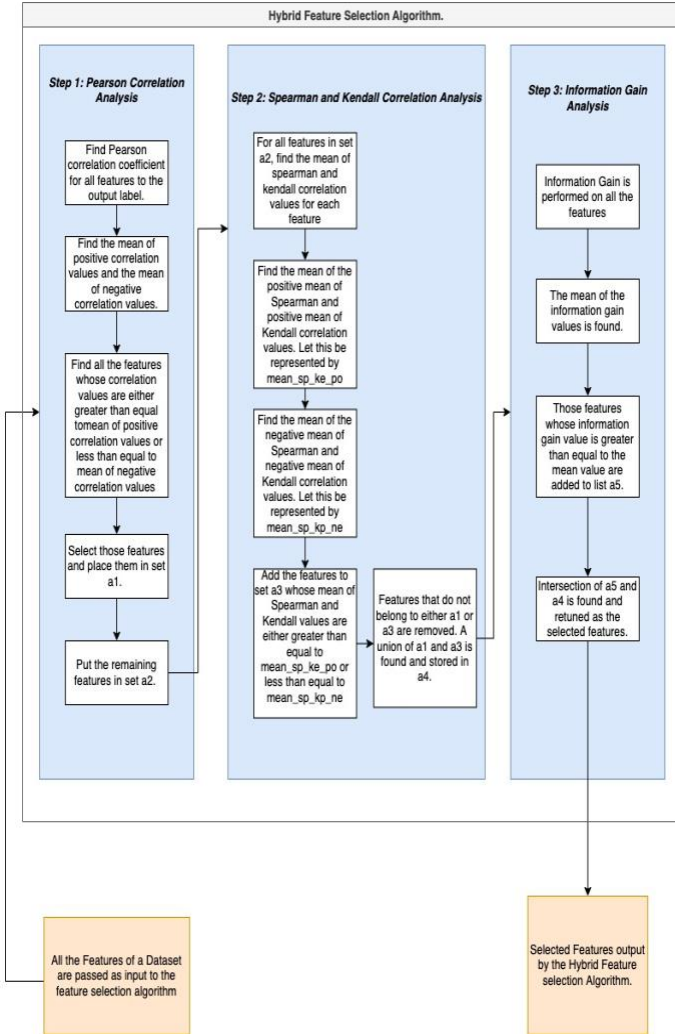 Hybrid Feature Selection Algorithm.
Step 1: Pearson Correlation
Analysis
Find Pearson
correlation coefficient
for all features to the
output label.
Find the mean of
positive correlation
values and the mean
of negative
correlation values.
Find all the features
whose correlation
values are either
greater than equal
tomean of positive
correlation values or
less than equal to
mean of negative
correlation values
Select those features
and place them in set
a1.
Put the remaining
features in set a2.
Step 2: Spearman and Kendall Correlation Analysis
For all features in set
a2, find the mean of
spearman and
kendall correlation
values for each
feature
Find the mean of the
positive mean of
Spearman and
positive mean of
Kendall correlation
values. Let this be
represented by
mean_sp_ke_po
Find the mean of the
negative mean of
Spearman and
negative mean of
Kendall correlation
values. Let this be
represented by
mean_sp_kp_ne
Add the features to
set a3 whose mean of
Spearman and
Kendall values are
either greater than
equal to
mean_sp_ke_po or
less than equal to
mean_sp_kp_ne
Features that do not
belong to either a1 or
a3 are removed. A
union of a1 and a3 is
found and stored in
a4.
Step 3: Information Gain
Analysis
Information Gain is
performed on all the
features
The mean of the
information gain
values is found.
Those features
whose information
gain value is greater
than equal to the
mean value are
added to list a5.
Intersection of a5 and
a4 is found and
retuned as the
selected features.
All the Features of a Dataset
are passed as input to the
feature selection algorithm
Selected Features output
by the Hybrid Feature
selection Algorithm.